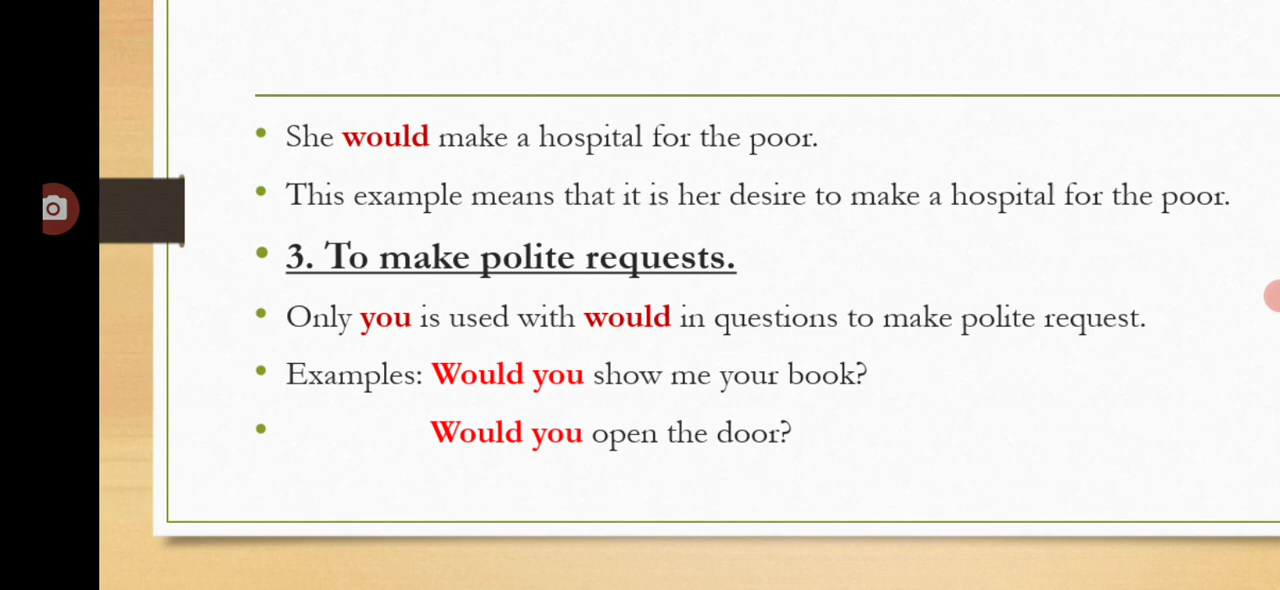 • She would make a hospital for the poor.
• This example means that it is her desire to make a hospital for the poor.
• 3. To make polite requests.
• Only you is used with would in questions to make polite request.
• Examples: Would you show me your book?
• Would you open the door?